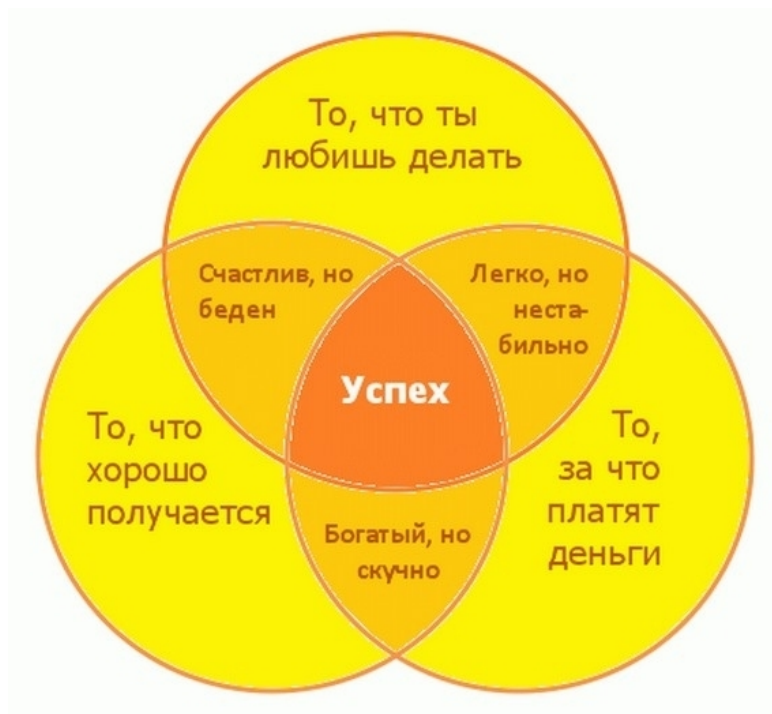 То, что ты
любишь делать
Счастлив, но
беден
Легко, но
неста-
бильно
Успех
То, что
хорошо
получается
То,
за что
платят
деньги
Богатый, но
скучно